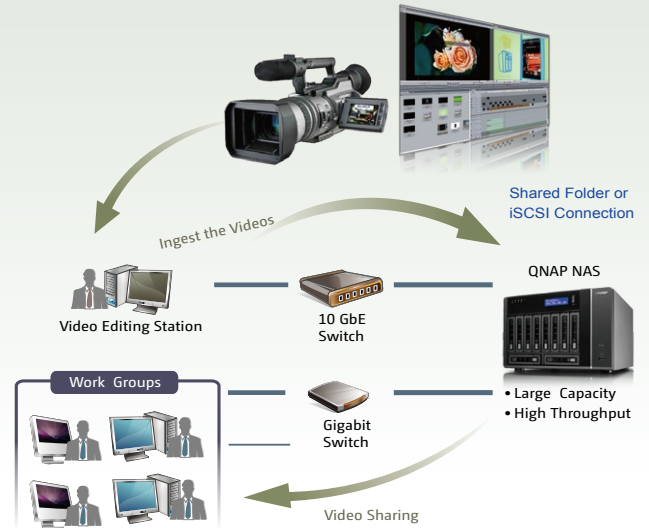 Shared Folder or
iSCSI Connection
Ingest the Videos
QNAP NAS
Video Editing Station
10 GbE
Switch
Work Groups
• Large Capacity
• High Throughput
Gigabit
Switch
Video Sharing